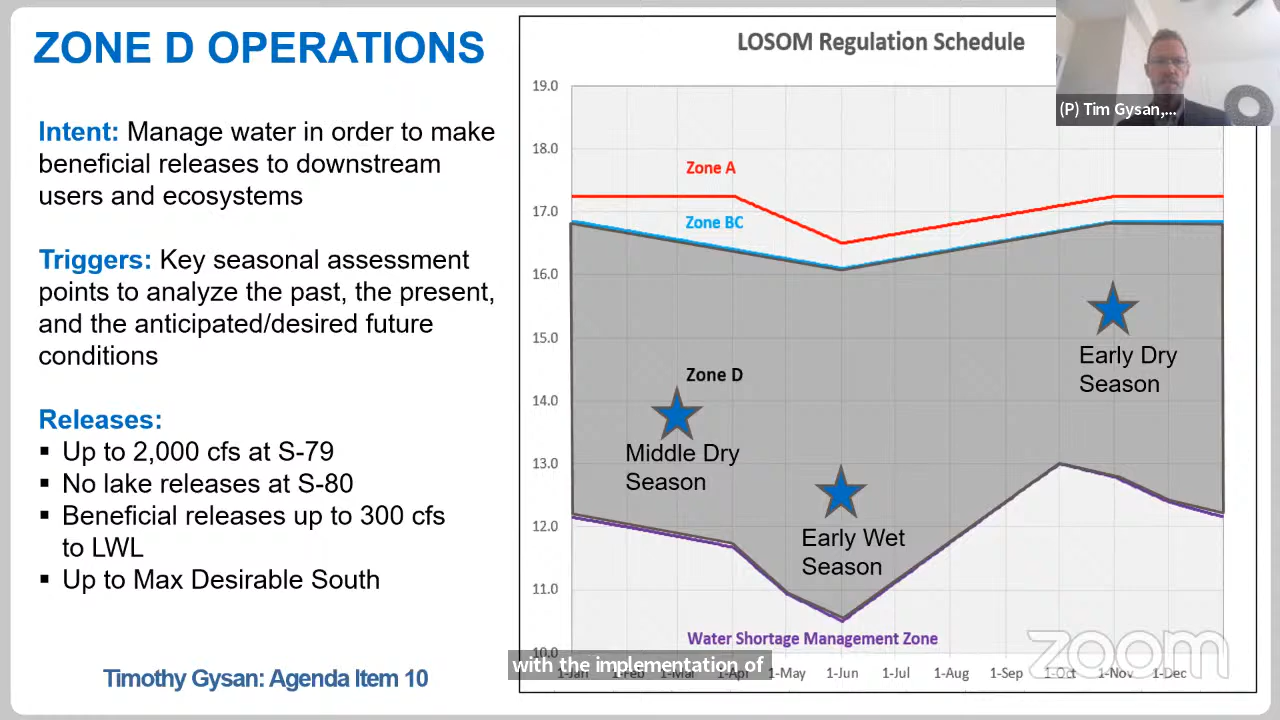 ZONE D OPERATIONS
Intent: Manage water in order to make
beneficial releases to downstream
users and ecosystems
Triggers: Key seasonal assessment
points to analyze the past, the present,
and the anticipated/desired future
conditions
Releases:
▪ Up to 2,000 cfs at S-79
▪ No lake releases at S-80
▪ Beneficial releases up to 300 cfs
to LWL
▪ Up to Max Desirable South
Timothy Gysan: Agenda Item 10
LOSOM Regulation Schedule
(P) Tim Gysan,...
19.0
18.0
17.0
16.0
15.0
14.0
13.0
12.0
11.0
10.0
Zone A
Zone BC
Zone D
Middle Dry
Season
Early Wet
Season
Early Dry
Season
Water Shortage Management Zone
zoom
with the implementation of
1-Jan 1-Feb 1-Mar 1-Apr 1-May 1-Jun 1-Jul 1-Aug 1-Sep 1-Oct 1-Nov 1-Dec